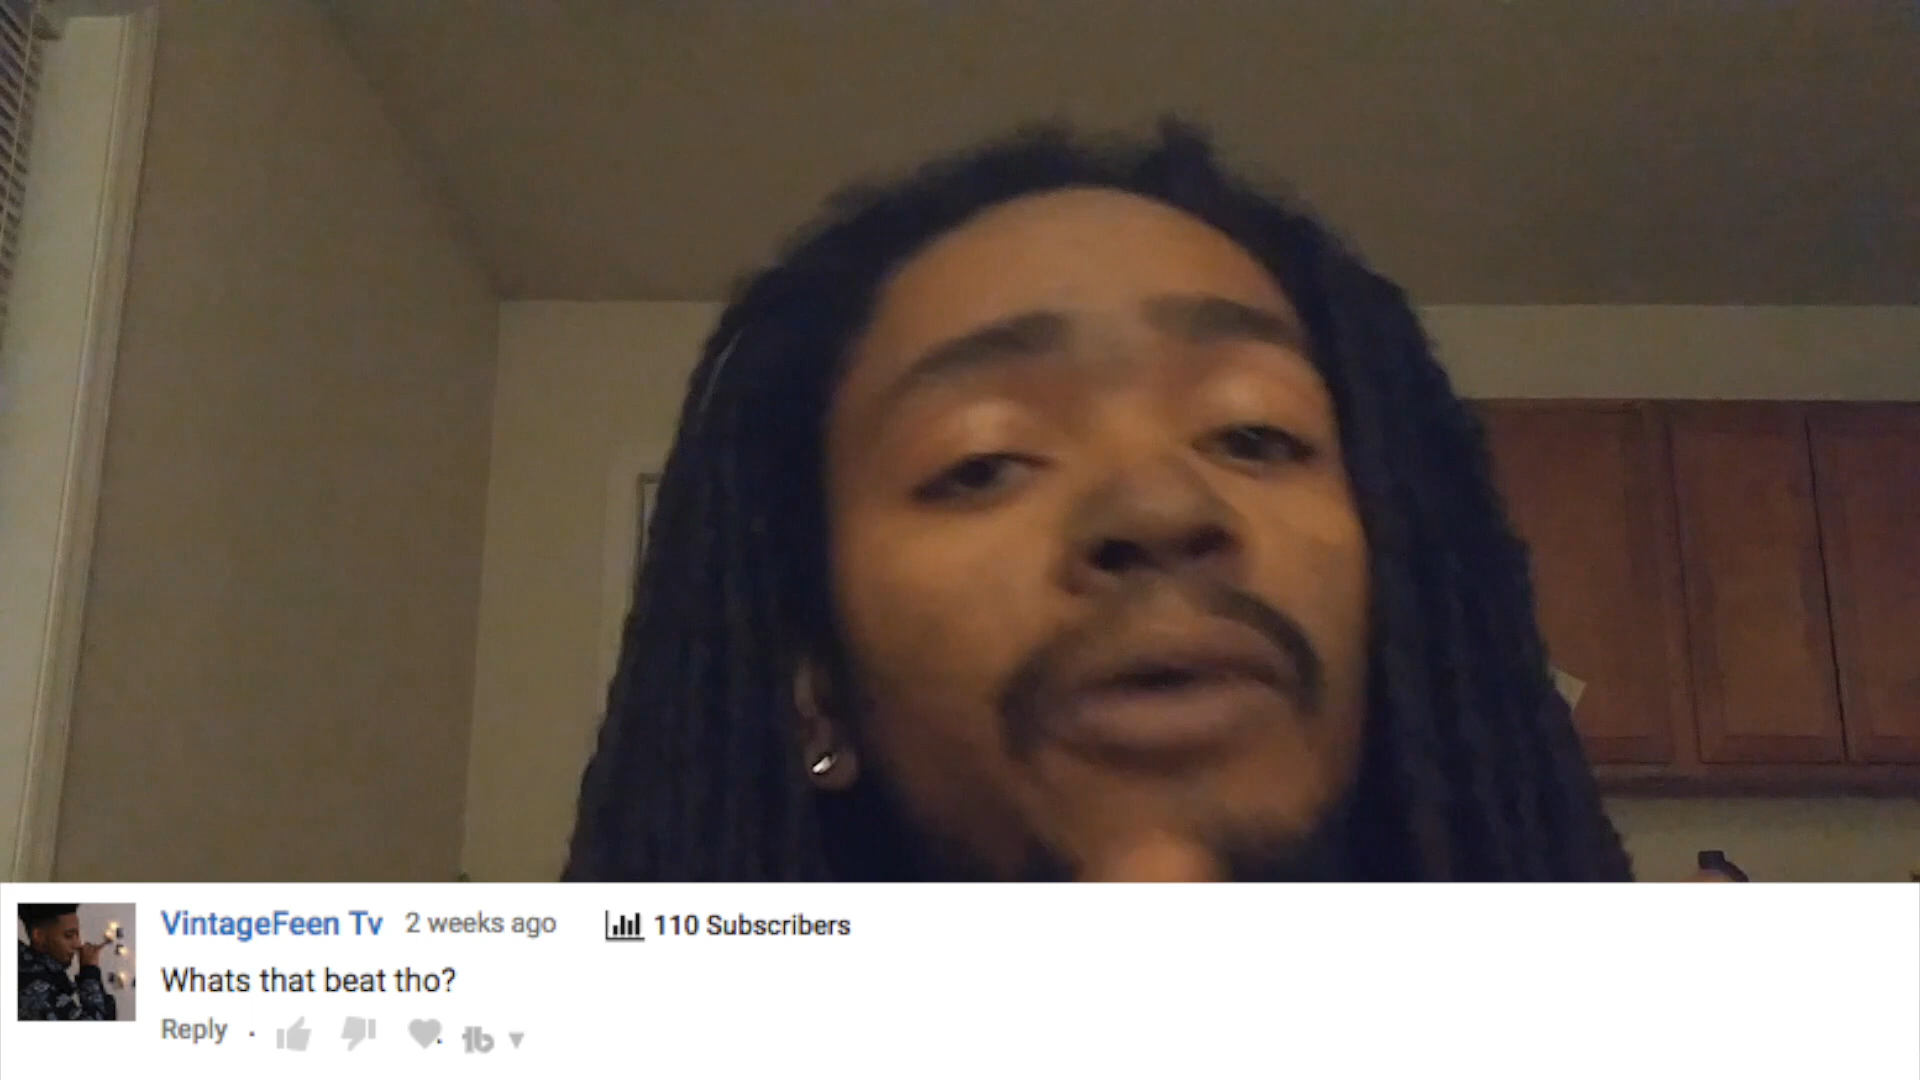 VintageFeen Tv 2 weeks ago 110 Subscribers
Whats that beat tho?
Reply .